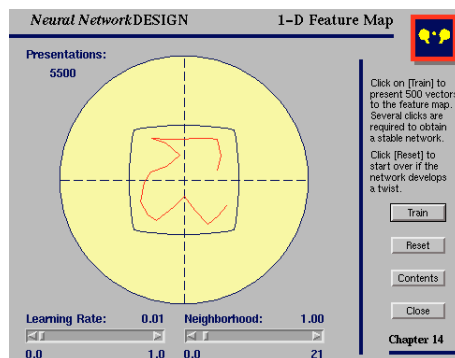 Neural Network DESIGN
1-D Feature Map
Presentations:
5500
Click on [Train] to
present 500 vectors
to the feature map.
Several clicks are
required to obtain
a stable network.
Click [Reset] to
start over if the
network develops
a twist.
Train
Reset
Contents
Close
Learning Rate: 0.01
0.0 1.0
Neighborhood: 1.00
0.0 21
Chapter 14